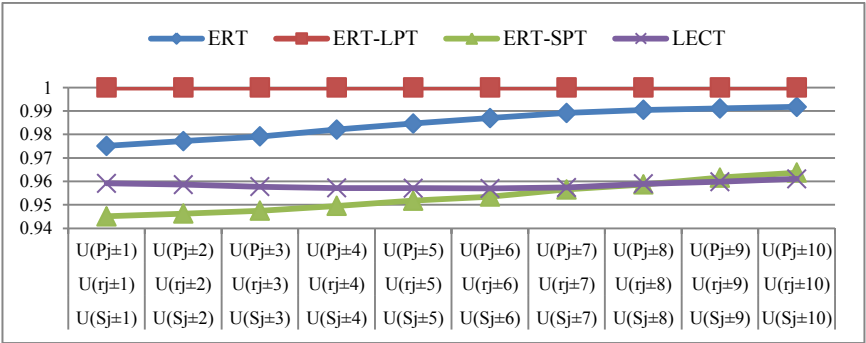 ERT ERT-LPT ERT-SPT LECT
1
0.99
0.98
0.97
0.96
0.95
0.94
U(Pj±1) U(Pj±2) U(Pj±3) U(Pj±4) U(Pj±5) U(Pj±6) U(Pj±7) U(Pj±8) U(Pj±9) U(Pj±10)
U(rj±1) U(rj±2) U(rj±3) U(rj±4) U(rj±5) U(rj±6) U(rj±7) U(rj±8) U(rj±9) U(rj±10)
U(Sj±1) U(Sj±2) U(Sj±3) U(Sj±4) U(Sj±5) U(Sj±6) U(Sj±7) U(Sj±8) U(Sj±9) U(Sj±10)